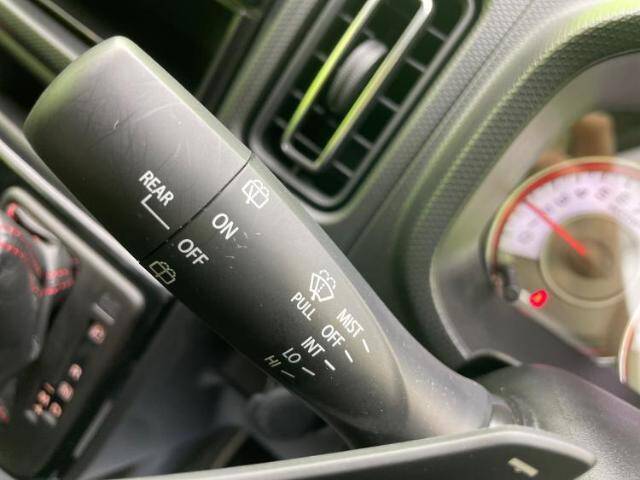 REAR
ON
OFF
PULL
MIST
OFF
INT
LO
HI